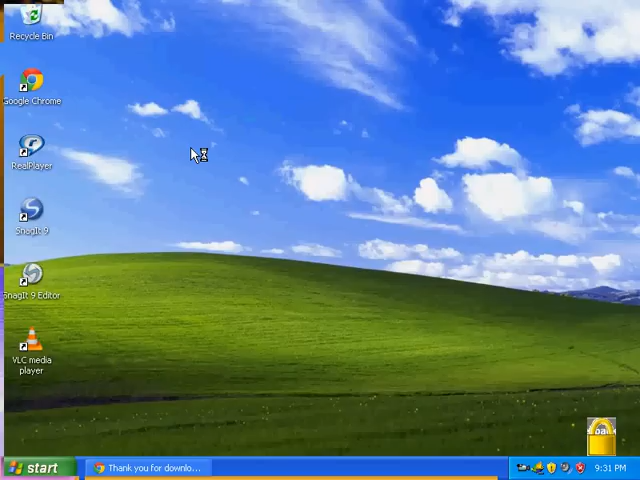 Recycle Bin
Google Chrome
RealPlayer
SnagIt 9
SnagIt 9 Editor
VLC media
player
start
Thank you for downlo...
9:31 PM